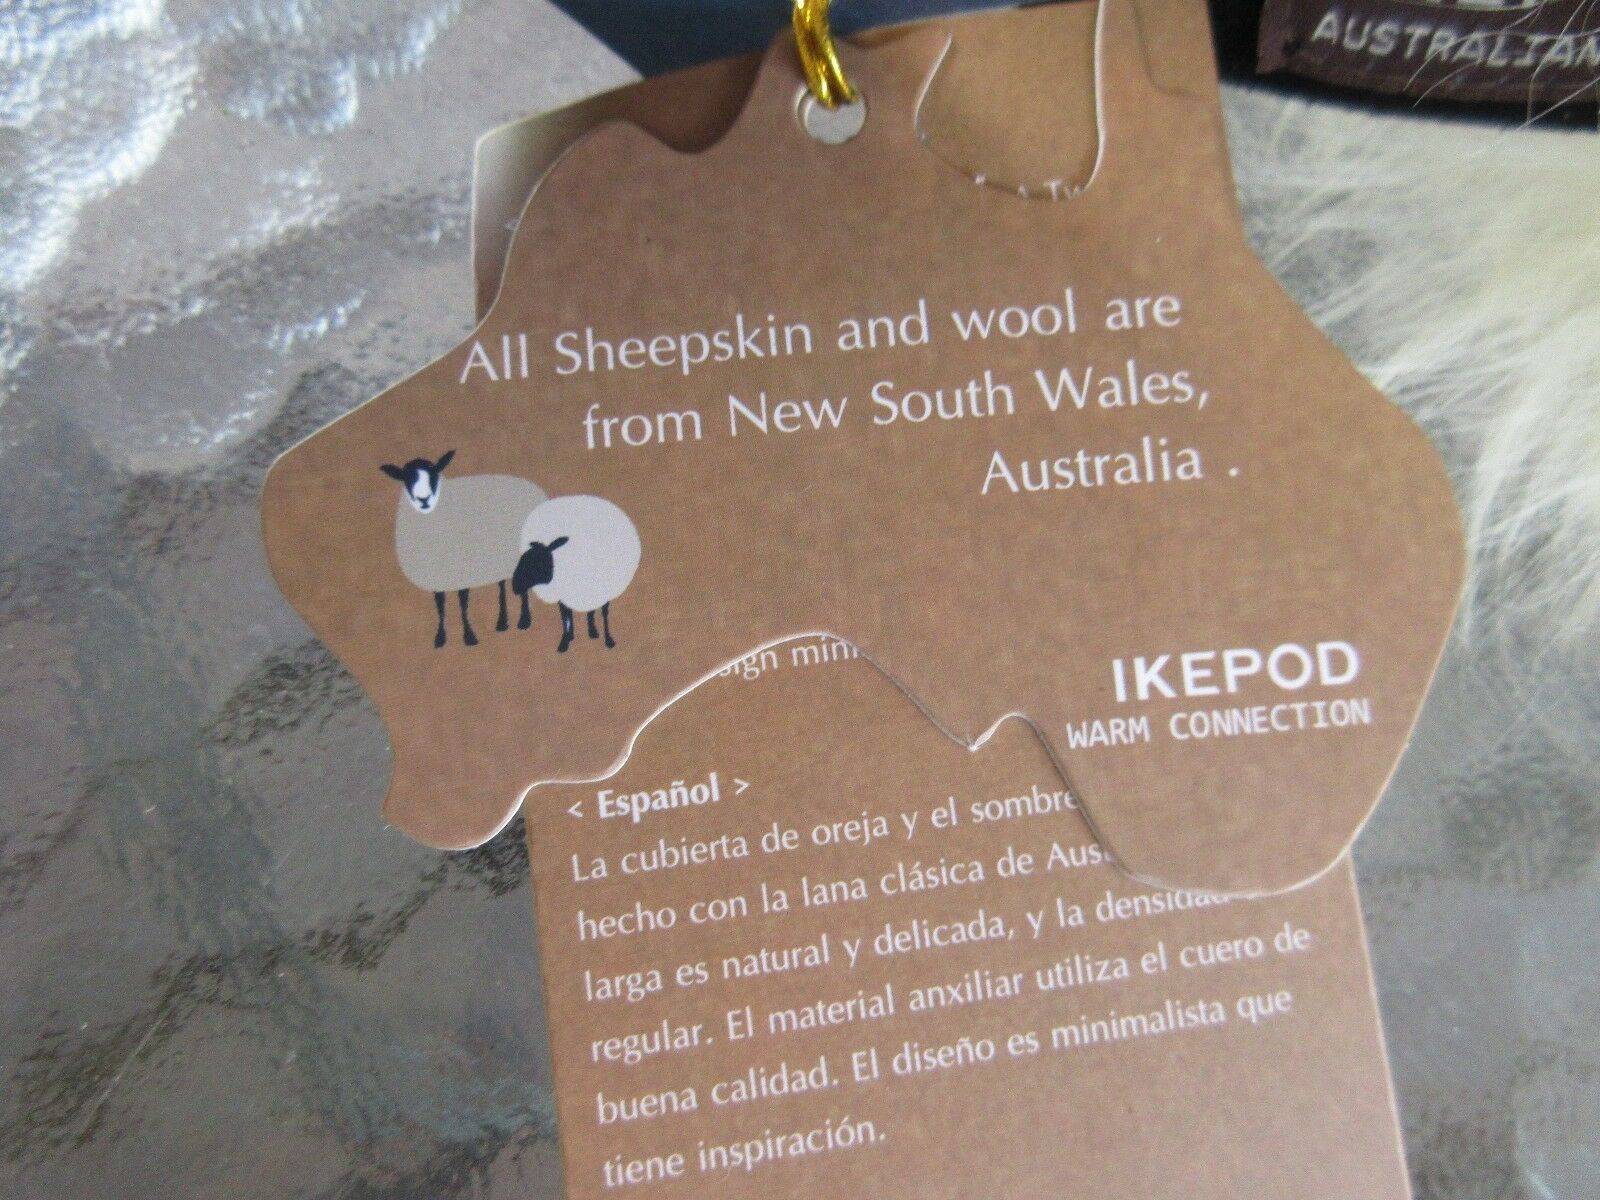 AUSTRALIAN
All Sheepskin and wool are
from New South Wales,
Australia .
IKEPOD
WARM CONNECTION
< Español >
La cubierta de oreja y el
hecho con la lana clásica de
larga es natural y delicada, y la densidad
regular. El material anxiliar utiliza el cuero de
buena calidad. El diseño es minimalista que
tiene inspiración.